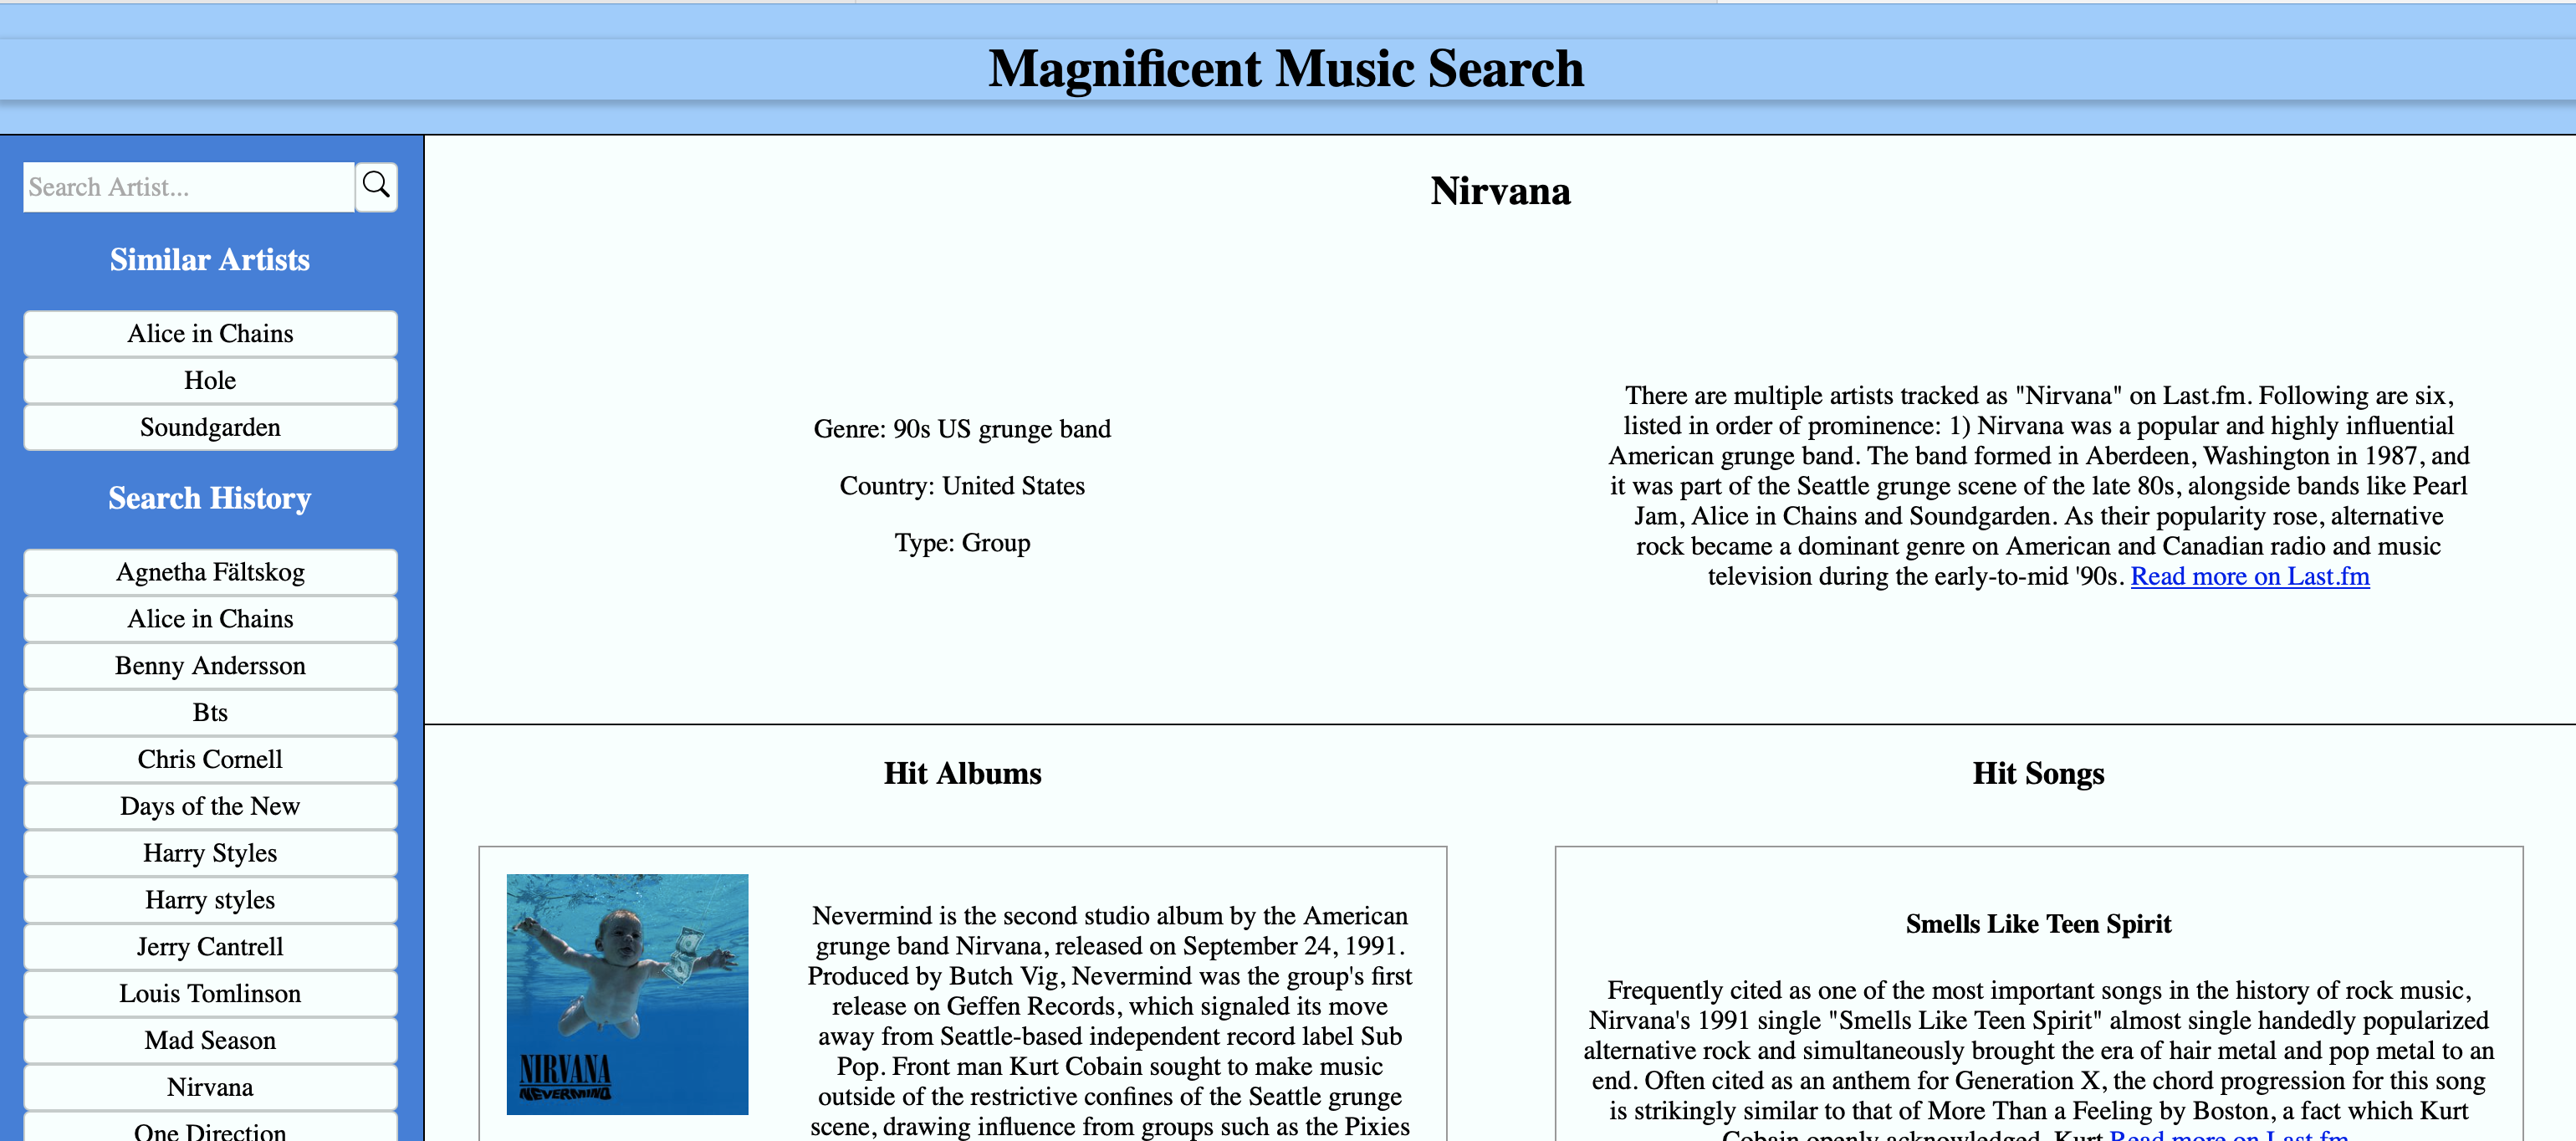 Magnificent Music Search
Search Artist...
Similar Artists
Alice in Chains
Hole
Soundgarden
Search History
Agnetha Fältskog
Alice in Chains
Benny Andersson
Bts
Chris Cornell
Days of the New
Harry Styles
Harry styles
Jerry Cantrell
Louis Tomlinson
Mad Season
Nirvana
One Direction
Nirvana
Genre: 90s US grunge band
Country: United States
Type: Group
There are multiple artists tracked as "Nirvana" on Last.fm. Following are six,
listed in order of prominence: 1) Nirvana was a popular and highly influential
American grunge band. The band formed in Aberdeen, Washington in 1987, and
it was part of the Seattle grunge scene of the late 80s, alongside bands like Pearl
Jam, Alice in Chains and Soundgarden. As their popularity rose, alternative
rock became a dominant genre on American and Canadian radio and music
television during the early-to-mid '90s. Read more on Last.fm
Hit Albums
NIRVANA
NEVERMIND
Nevermind is the second studio album by the American
grunge band Nirvana, released on September 24, 1991.
Produced by Butch Vig, Nevermind was the group's first
release on Geffen Records, which signaled its move
away from Seattle-based independent record label Sub
Pop. Front man Kurt Cobain sought to make music
outside of the restrictive confines of the Seattle grunge
scene, drawing influence from groups such as the Pixies
Hit Songs
Smells Like Teen Spirit
Frequently cited as one of the most important songs in the history of rock music,
Nirvana's 1991 single "Smells Like Teen Spirit" almost single handedly popularized
alternative rock and simultaneously brought the era of hair metal and pop metal to an
end. Often cited as an anthem for Generation X, the chord progression for this song
is strikingly similar to that of More Than a Feeling by Boston, a fact which Kurt
Cobain openly acknowledged. Kurt Read more on Last.fm